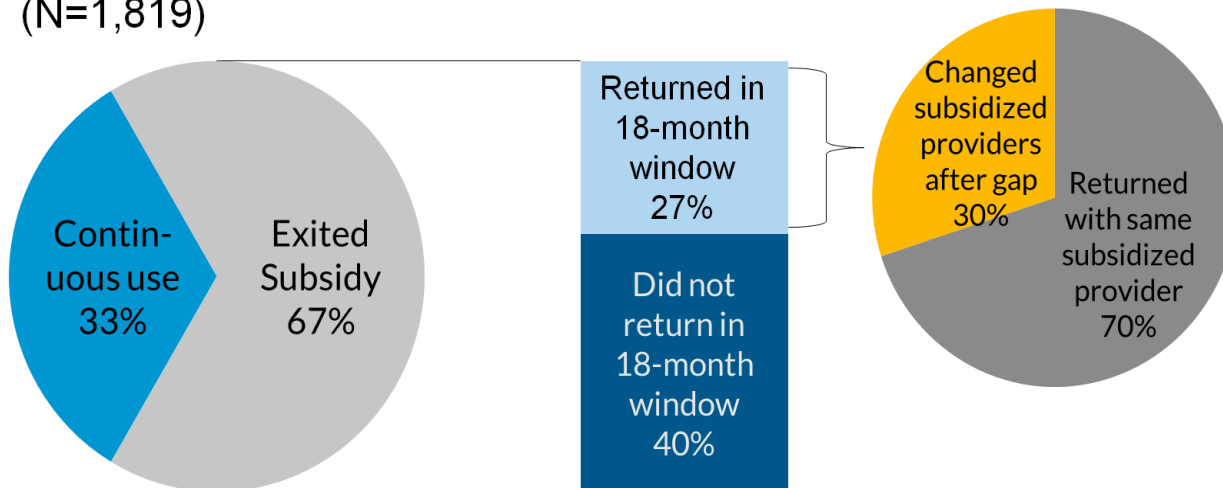 (N=1,819)
Contin-
uous use
33%
Exited
Subsidy
67%
Returned in
18-month
window
27%
Did not
return in
18-month
window
40%
Changed
subsidized
providers
after gap
30%
Returned
with same
subsidized
provider
70%